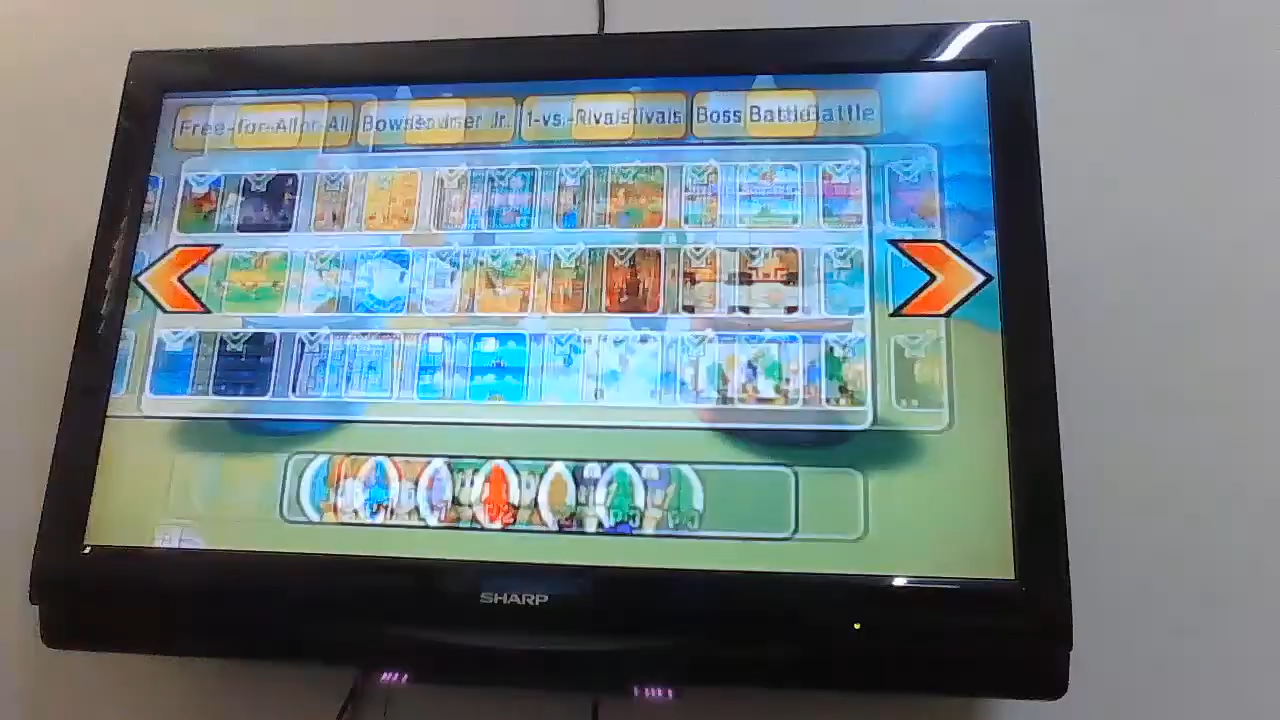 Free-for-All
Bowser Jr.
1-vs.-Rivals
Boss Battle
SHARP